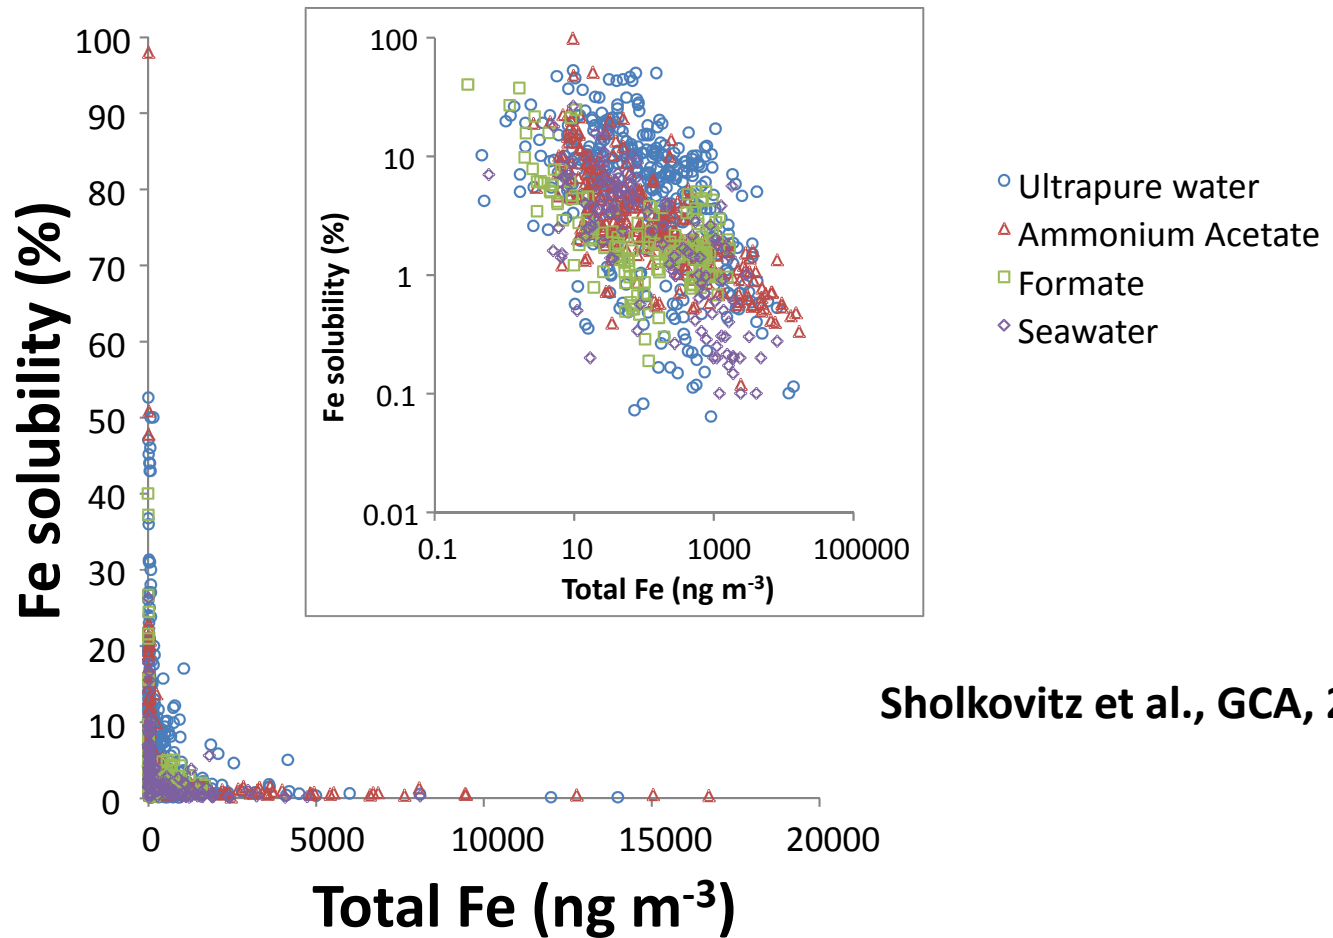 100
90
80
70
60
50
40
30
20
10
0
Fe solubility (%)
0
5000
10000
15000
20000
Total Fe (ng m-3)
100
10
1
0.1
0.01
Fe solubility (%)
0.1
10
1000
100000
Total Fe (ng m-3)
Ultrapure water
Ammonium Acetate
Formate
Seawater
Sholkovitz et al., GCA,